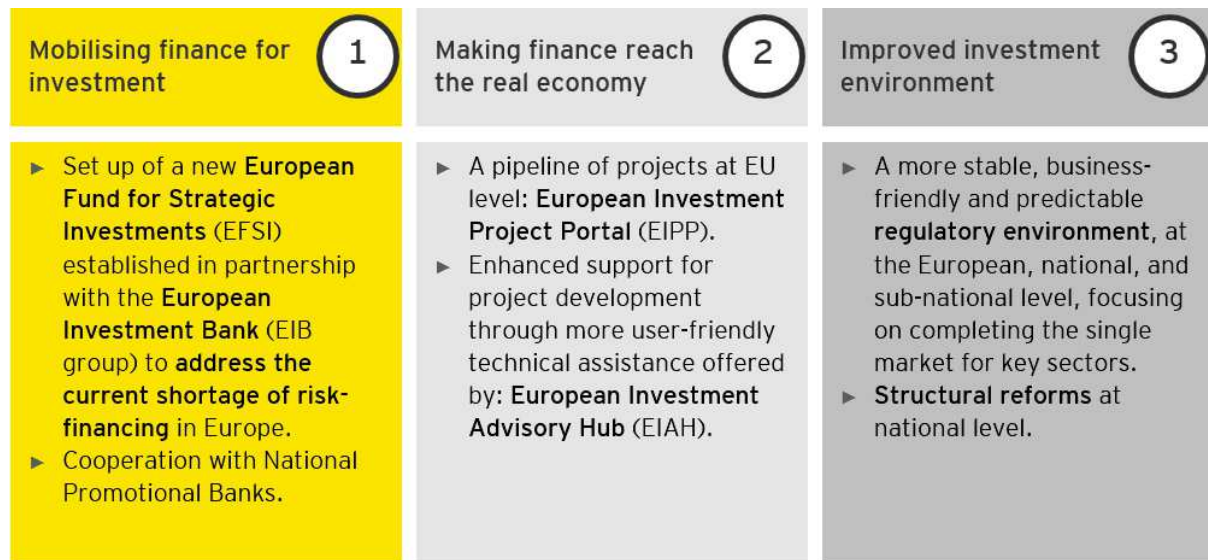 Mobilising finance for
investment
1
► Set up of a new European
Fund for Strategic
Investments (EFSI)
established in partnership
with the European
Investment Bank (EIB
group) to address the
current shortage of risk-
financing in Europe.
► Cooperation with National
Promotional Banks.
Making finance reach
the real economy
2
► A pipeline of projects at EU
level: European Investment
Project Portal (EIPP).
► Enhanced support for
project development
through more user-friendly
technical assistance offered
by: European Investment
Advisory Hub (EIAH).
Improved investment
environment
3
► A more stable, business-
friendly and predictable
regulatory environment, at
the European, national, and
sub-national level, focusing
on completing the single
market for key sectors.
► Structural reforms at
national level.